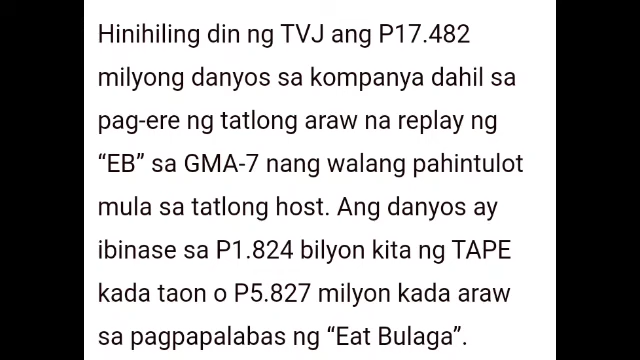 Hinihiling din ng TVJ ang P17.482
milyong danyos sa kompanya dahil sa
pag-ere ng tatlong araw na replay ng
“EB” sa GMA-7 nang walang pahintulot
mula sa tatlong host. Ang danyos ay
ibinase sa P1.824 bilyon kita ng TAPE
kada taon o P5.827 milyon kada araw
sa pagpapalabas ng “Eat Bulaga”.